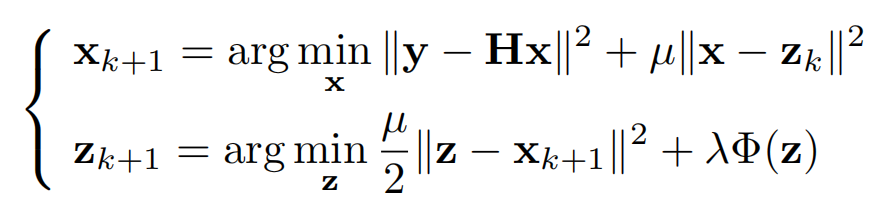 x_{k+1} = arg min_x ‖y − Hx‖² + μ‖x − z_k‖²
z_{k+1} = arg min_z μ/2 ‖z − x_{k+1}‖² + λΦ(z)